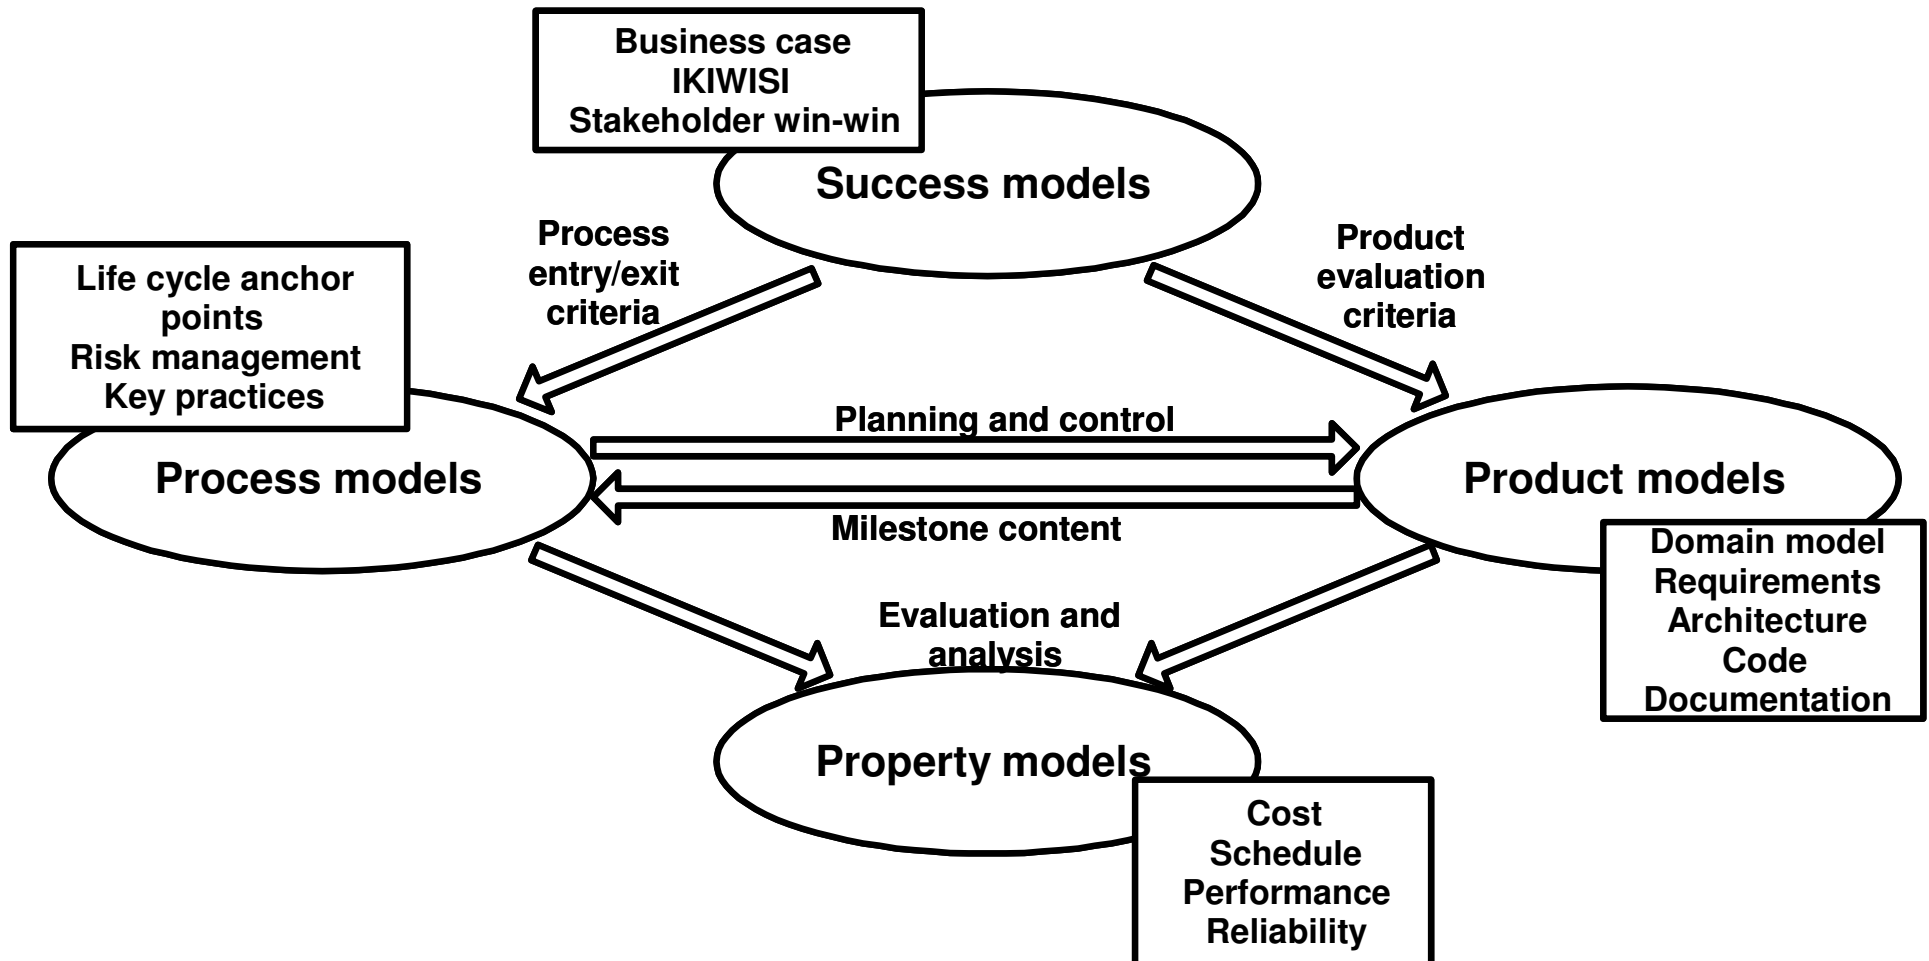 Business case
IKIWISI
Stakeholder win-win
Success models
Process
entry/exit
criteria
Product
evaluation
criteria
Life cycle anchor
points
Risk management
Key practices
Process models
Planning and control
Milestone content
Product models
Domain model
Requirements
Architecture
Code
Documentation
Evaluation and
analysis
Property models
Cost
Schedule
Performance
Reliability